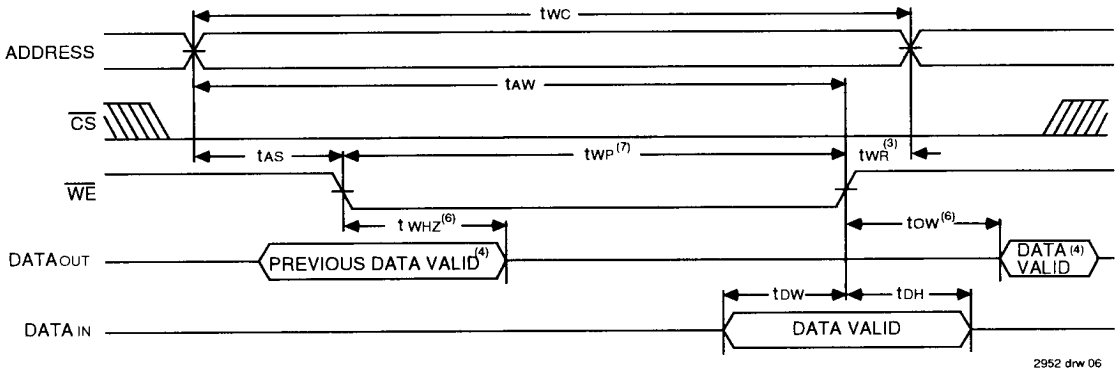 tWC
ADDRESS
tAW
CS
tAS
tWP(7)
tWR(3)
WE
tWHZ(6)
tOW(6)
DATAOUT
PREVIOUS DATA VALID(4)
DATA(4)
VALID
tDW
tDH
DATAIN
DATA VALID
2952 drw 06